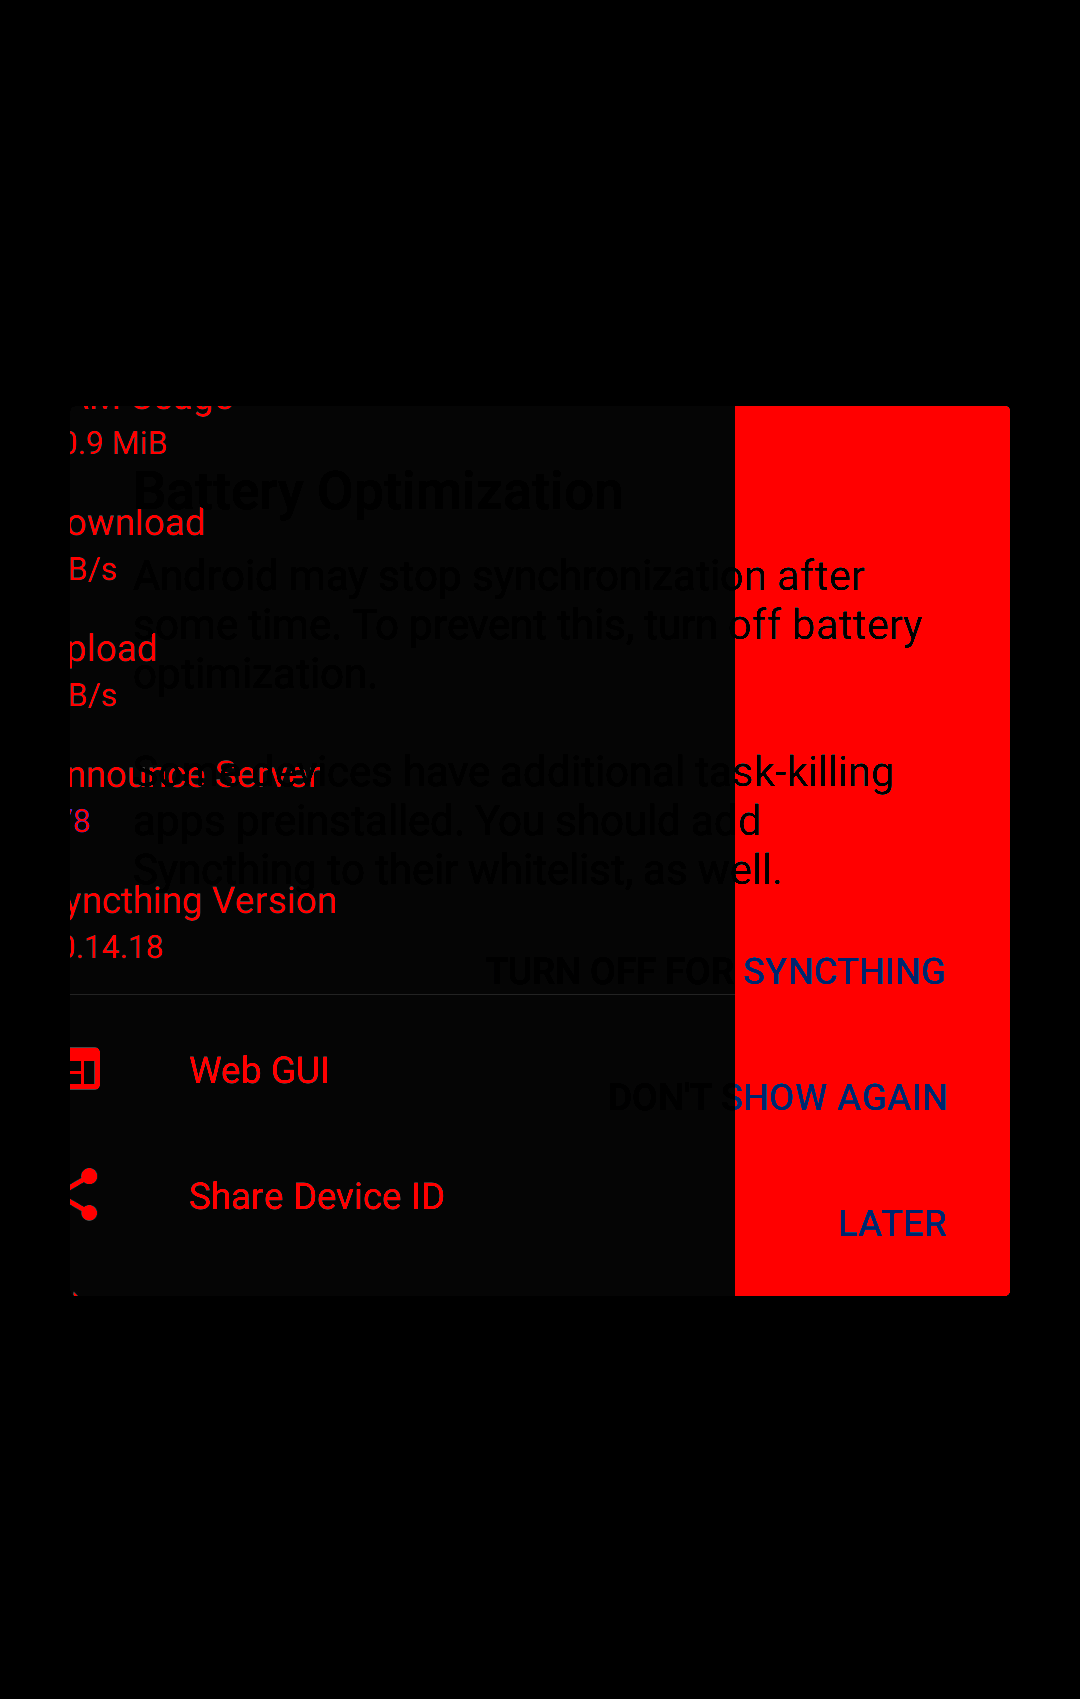 0.9 MiB
Battery Optimization
ownload
B/s
Android may stop synchronization after
some time. To prevent this, turn off battery
optimization.
pload
B/s
Some devices have additional task-killing
apps preinstalled. You should add
Syncthing to their whitelist, as well.
nnounce Server
/8
yncthing Version
0.14.18
TURN OFF FOR SYNCTHING
Web GUI
DON'T SHOW AGAIN
Share Device ID
LATER